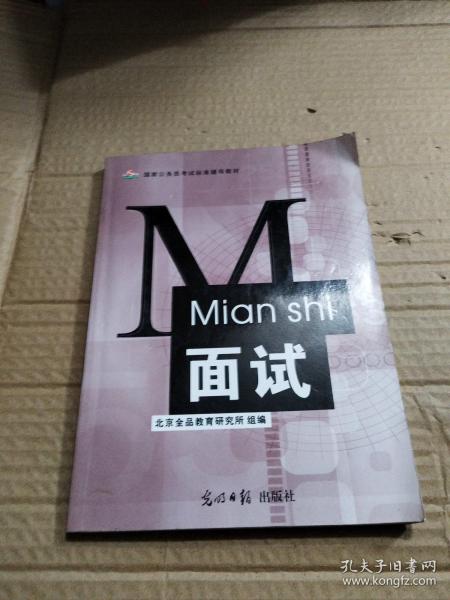 国家公务员考试标准辅导教材
M
Mian shi
面试
北京全品教育研究所 组编
光明日报 出版社
孔夫子旧书网
www.kongfz.com